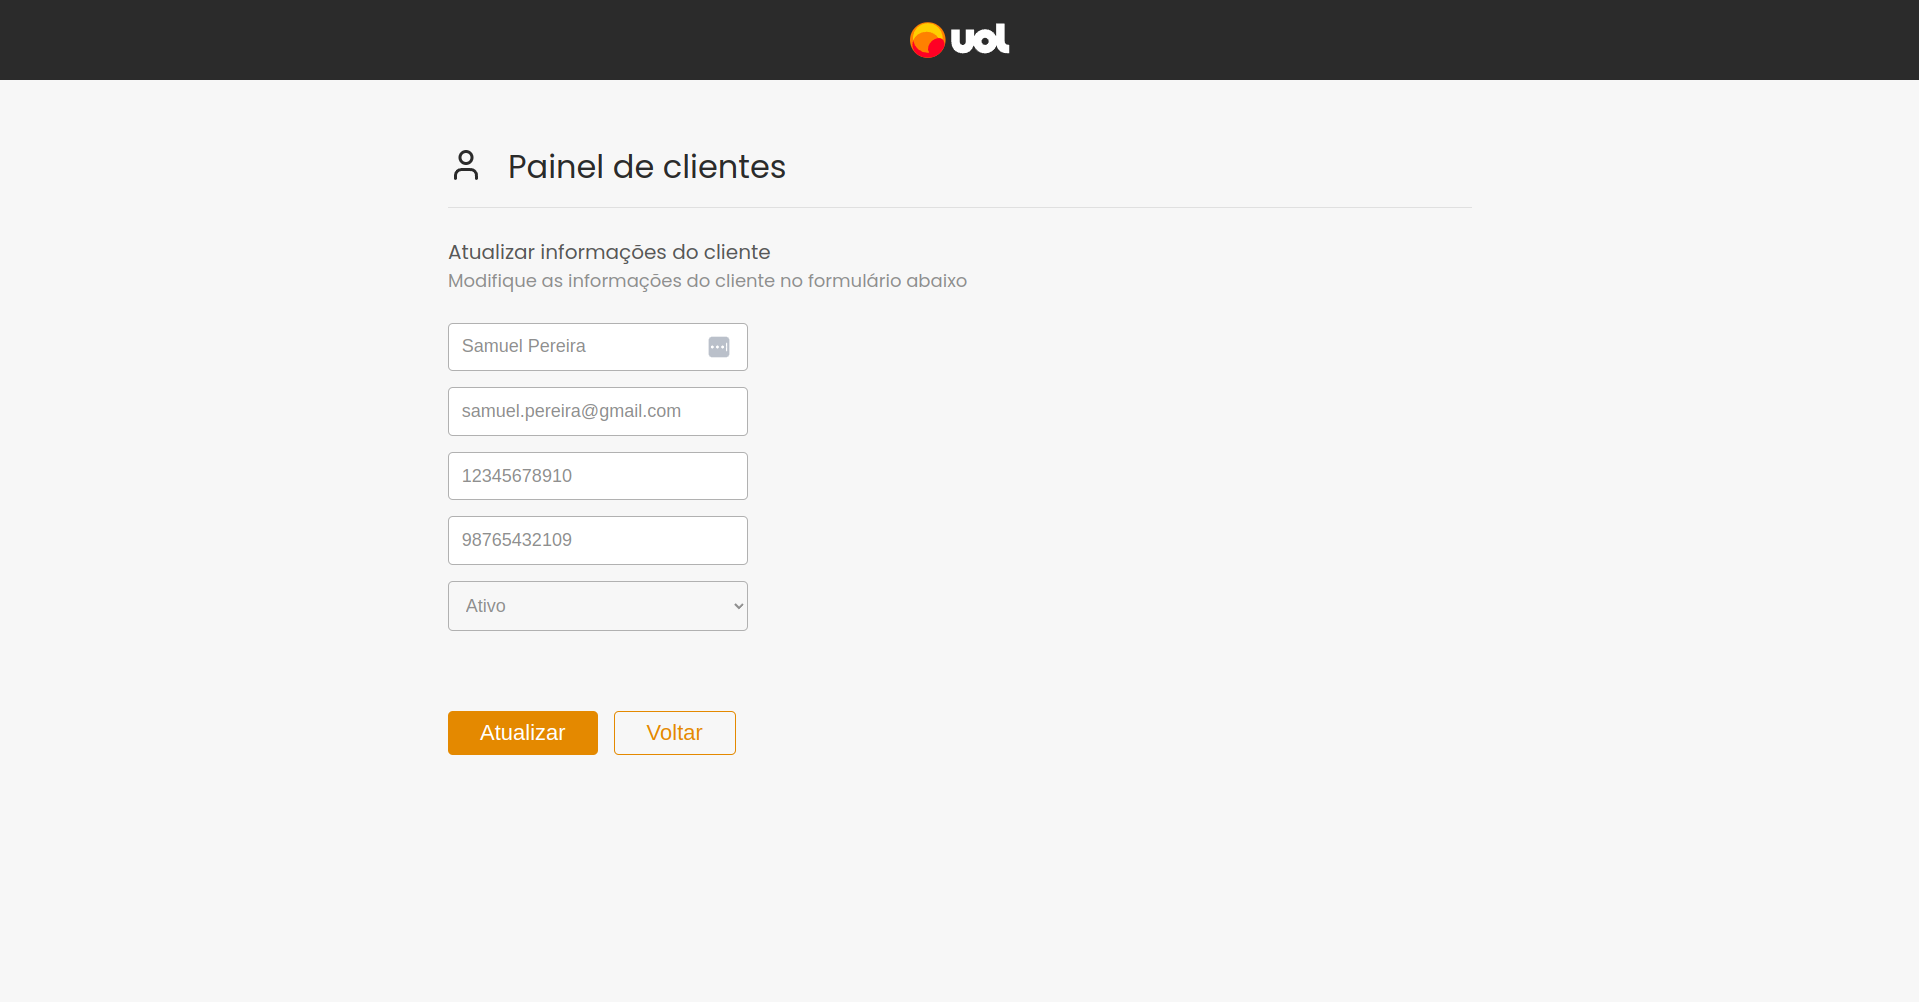 uol
Painel de clientes
Atualizar informações do cliente
Modifique as informações do cliente no formulário abaixo
Samuel Pereira
samuel.pereira@gmail.com
12345678910
98765432109
Ativo
Atualizar Voltar